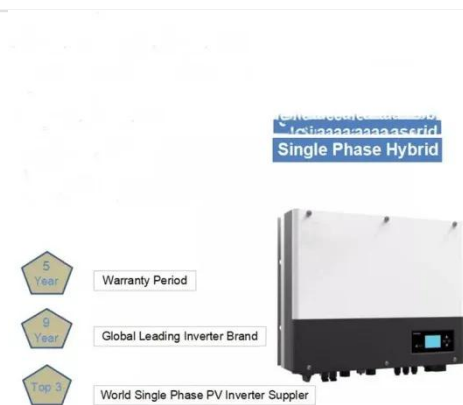 Single Phase Hybrid
5
Year
Warranty Period
9
Year
Global Leading Inverter Brand
Top 3
World Single Phase PV Inverter Suppler